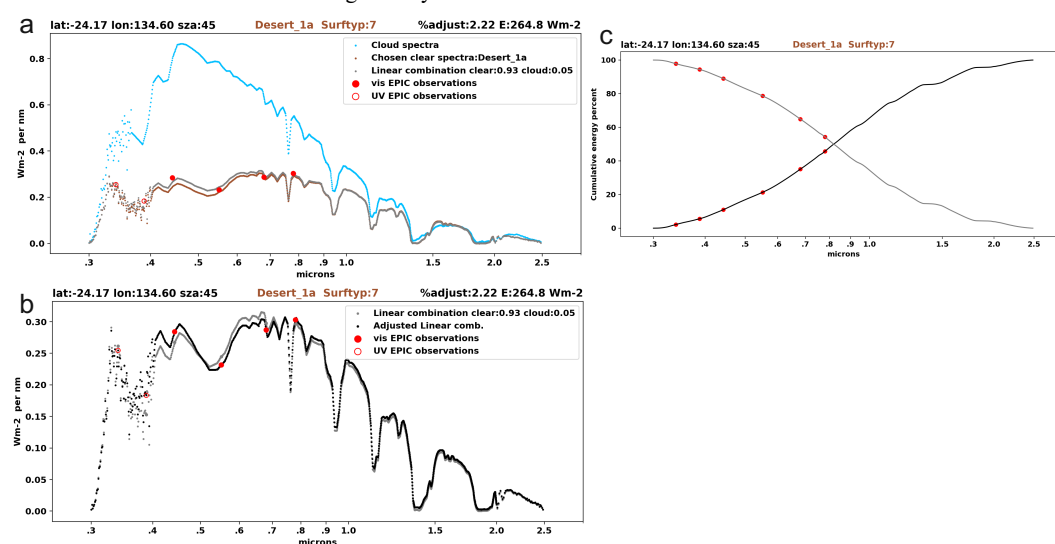 a
lat:-24.17 lon:134.60 sza:45 Desert_1a Surftyp:7 %adjust:2.22 E:264.8 Wm-2
Cloud spectra
Chosen clear spectra:Desert_1a
Linear combination clear:0.93 cloud:0.05
vis EPIC observations
UV EPIC observations
Wm-2 per nm
0.8
0.6
0.4
0.2
0.0
.3 .4 .5 .6 .7 .8 .9 1.0 1.5 2.0 2.5
microns
b
lat:-24.17 lon:134.60 sza:45 Desert_1a Surftyp:7 %adjust:2.22 E:264.8 Wm-2
Linear combination clear:0.93 cloud:0.05
Adjusted Linear comb.
vis EPIC observations
UV EPIC observations
Wm-2 per nm
0.30
0.25
0.20
0.15
0.10
0.05
0.00
.3 .4 .5 .6 .7 .8 .9 1.0 1.5 2.0 2.5
microns
c
lat:-24.17 lon:134.60 sza:45 Desert_1a Surftyp:7
Cumulative energy percent
100
80
60
40
20
0
.3 .4 .5 .6 .7 .8 .9 1.0 1.5 2.0 2.5
microns